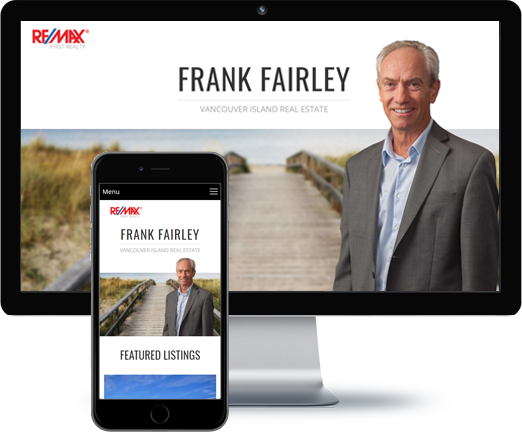 RE/MAX®
FIRST REALTY
FRANK FAIRLEY
VANCOUVER ISLAND REAL ESTATE
Menu
RE/MAX
FRANK FAIRLEY
VANCOUVER ISLAND REAL ESTATE
FEATURED LISTINGS